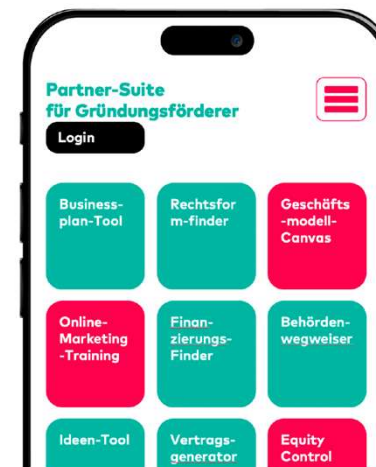 Partner-Suite
für Gründungsförderer
Login
Business-
plan-Tool
Rechtsfor
m-finder
Geschäfts
-modell-
Canvas
Online-
Marketing
-Training
Finan-
zierungs-
Finder
Behörden-
wegweiser
Ideen-Tool
Vertrags-
generator
Equity
Control